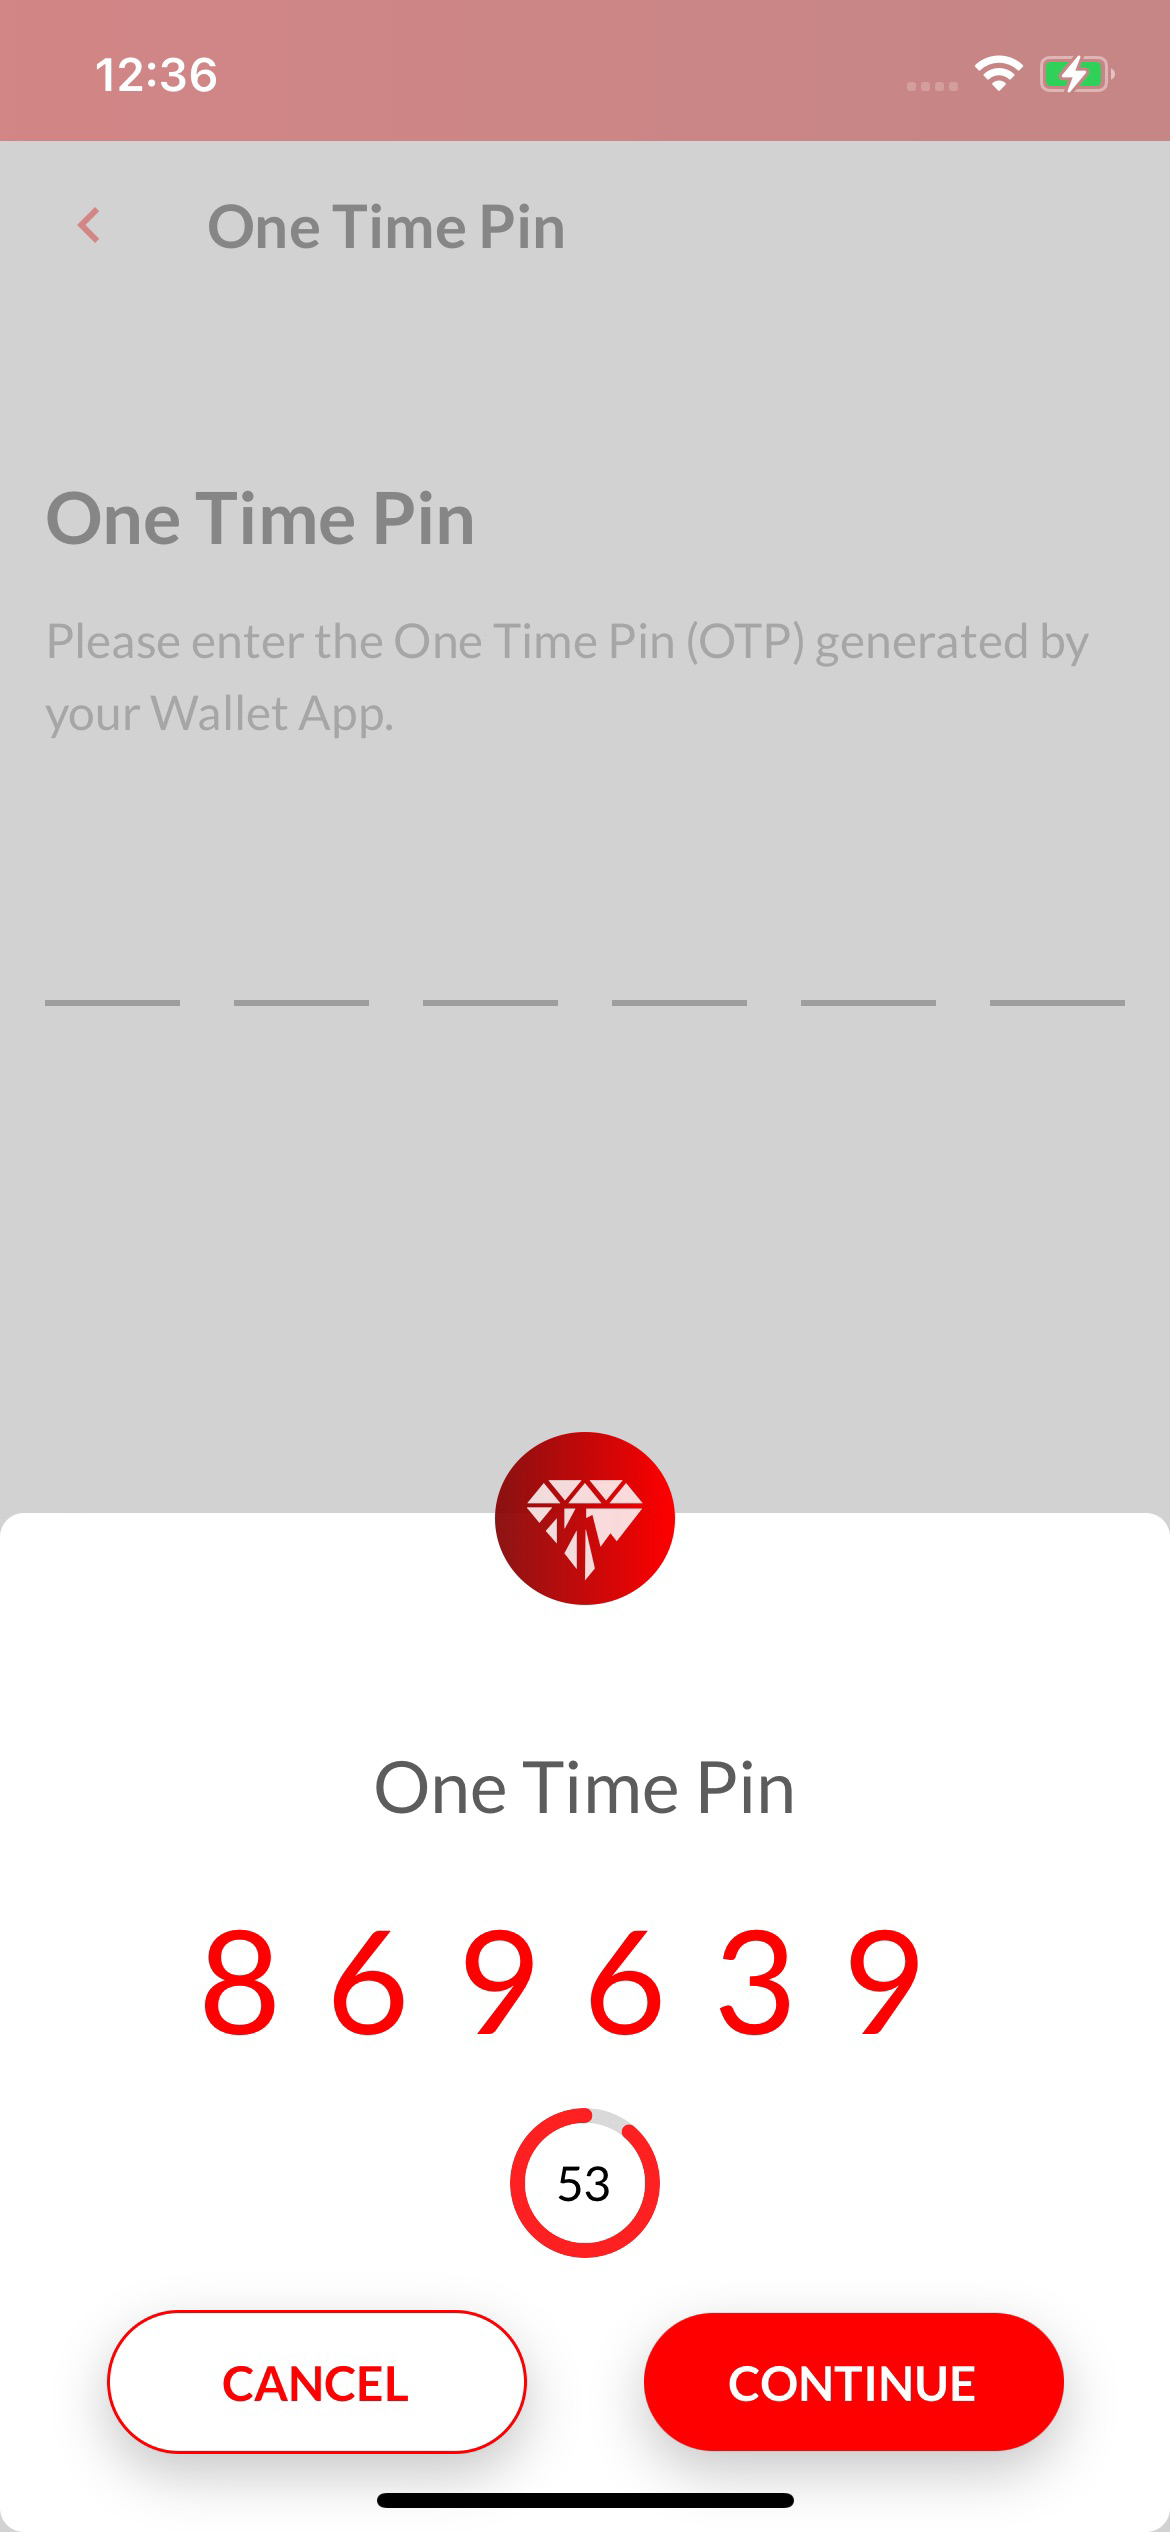 12:36
One Time Pin
One Time Pin
Please enter the One Time Pin (OTP) generated by
your Wallet App.
One Time Pin
8 6 9 6 3 9
53
CANCEL
CONTINUE